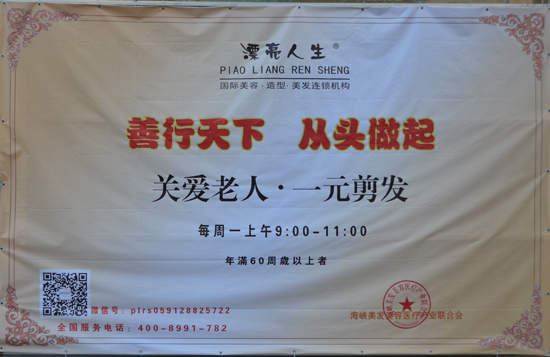 漂亮人生®
PIAO LIANG REN SHENG
国际美容·造型·美发连锁机构
善行天下 从头做起
关爱老人·一元剪发
每周一上午9:00-11:00
年满60周岁以上者
微信号：plrs059128825722
全国服务电话：400-8991-782
海峡美发美容医疗产业联合会